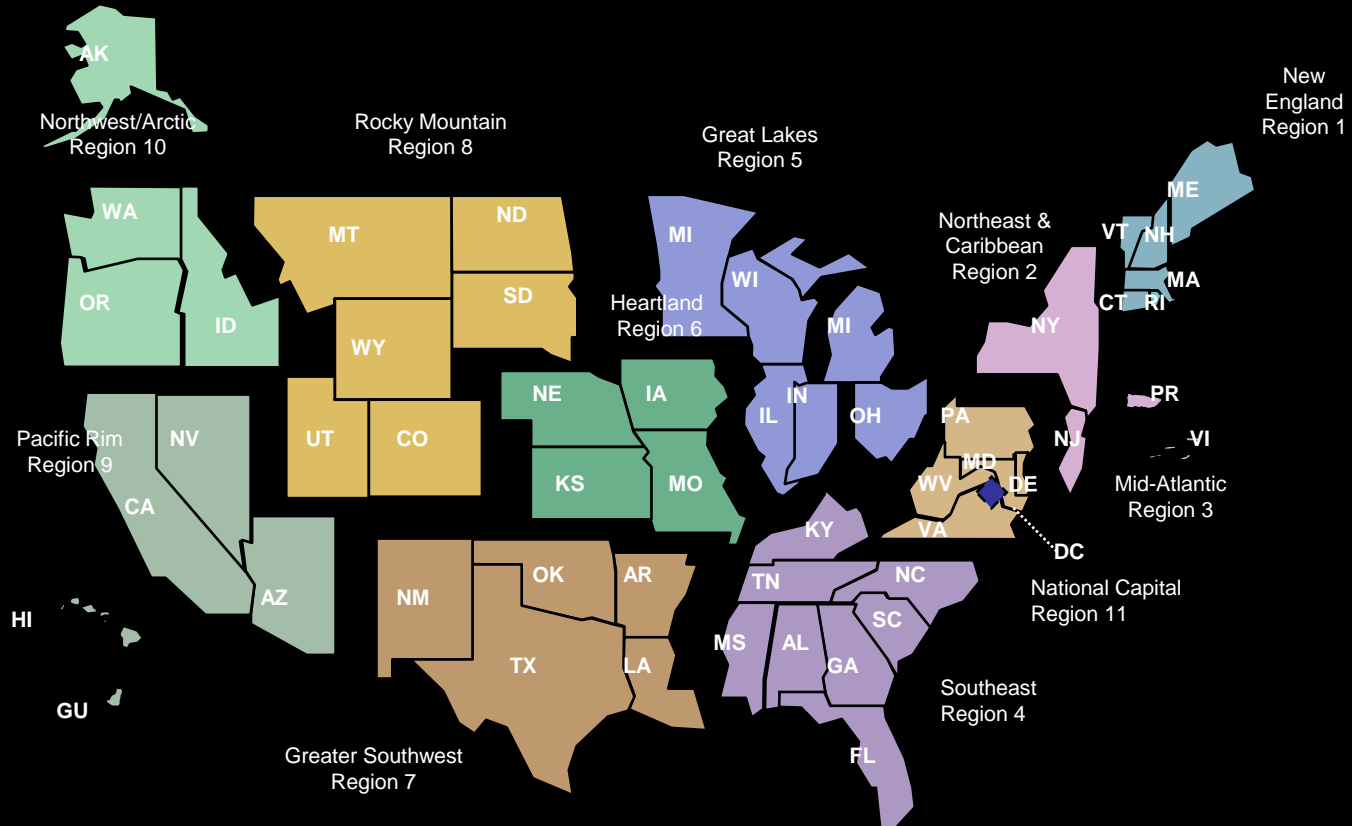 AK
Northwest/Arctic
Region 10
Rocky Mountain
Region 8
Great Lakes
Region 5
New
England
Region 1
WA
OR
ID
MT
ND
SD
WY
UT
CO
MI
WI
MI
IL
IN
OH
Heartland
Region 6
NE
IA
KS
MO
Northeast &
Caribbean
Region 2
NY
NJ
PR
VI
ME
VT
NH
MA
CT
RI
Pacific Rim
Region 9
NV
CA
AZ
HI
GU
PA
MD
WV
DE
VA
Mid-Atlantic
Region 3
DC
National Capital
Region 11
KY
TN
NC
SC
MS
AL
GA
FL
Southeast
Region 4
NM
OK
AR
TX
LA
Greater Southwest
Region 7